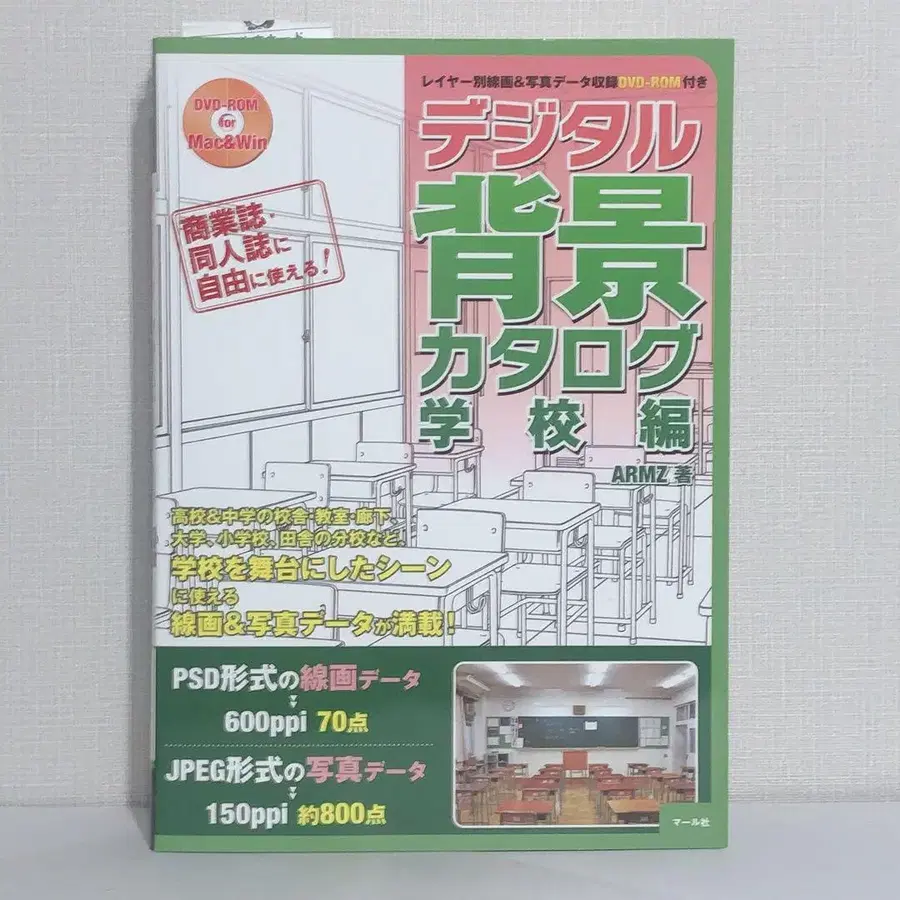 レイヤー別線画&写真データ収録DVD-ROM付き
DVD-ROM
for
Mac&Win
デジタル
背景
カタログ
学校編
ARMZ 著
商業誌・
同人誌に
自由に使える!
高校&中学の校舎・教室・廊下、
大学、小学校、田舎の分校など、
学校を舞台にしたシーン
に使える
線画&写真データが満載!
PSD形式の線画データ
600ppi 70点
JPEG形式の写真データ
150ppi 約800点
マール社